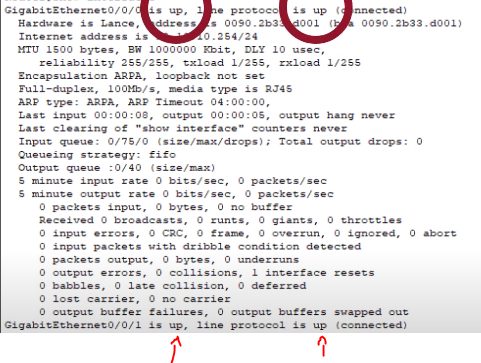 GigabitEthernet0/0/0 is up, line protocol is up (connected)
Hardware is Lance, address is 0090.2b33.d001 (bia 0090.2b33.d001)
Internet address is 10.254/24
MTU 1500 bytes, BW 1000000 Kbit, DLY 10 usec,
reliability 255/255, txload 1/255, rxload 1/255
Encapsulation ARPA, loopback not set
Full-duplex, 100Mb/s, media type is RJ45
ARP type: ARPA, ARP Timeout 04:00:00,
Last input 00:00:08, output 00:00:05, output hang never
Last clearing of "show interface" counters never
Input queue: 0/75/0 (size/max/drops); Total output drops: 0
Queueing strategy: fifo
Output queue :0/40 (size/max)
5 minute input rate 0 bits/sec, 0 packets/sec
5 minute output rate 0 bits/sec, 0 packets/sec
0 packets input, 0 bytes, 0 no buffer
Received 0 broadcasts, 0 runts, 0 giants, 0 throttles
0 input errors, 0 CRC, 0 frame, 0 overrun, 0 ignored, 0 abort
0 input packets with dribble condition detected
0 packets output, 0 bytes, 0 underruns
0 output errors, 0 collisions, 1 interface resets
0 babbles, 0 late collision, 0 deferred
0 lost carrier, 0 no carrier
0 output buffer failures, 0 output buffers swapped out
GigabitEthernet0/0/1 is up, line protocol is up (connected)